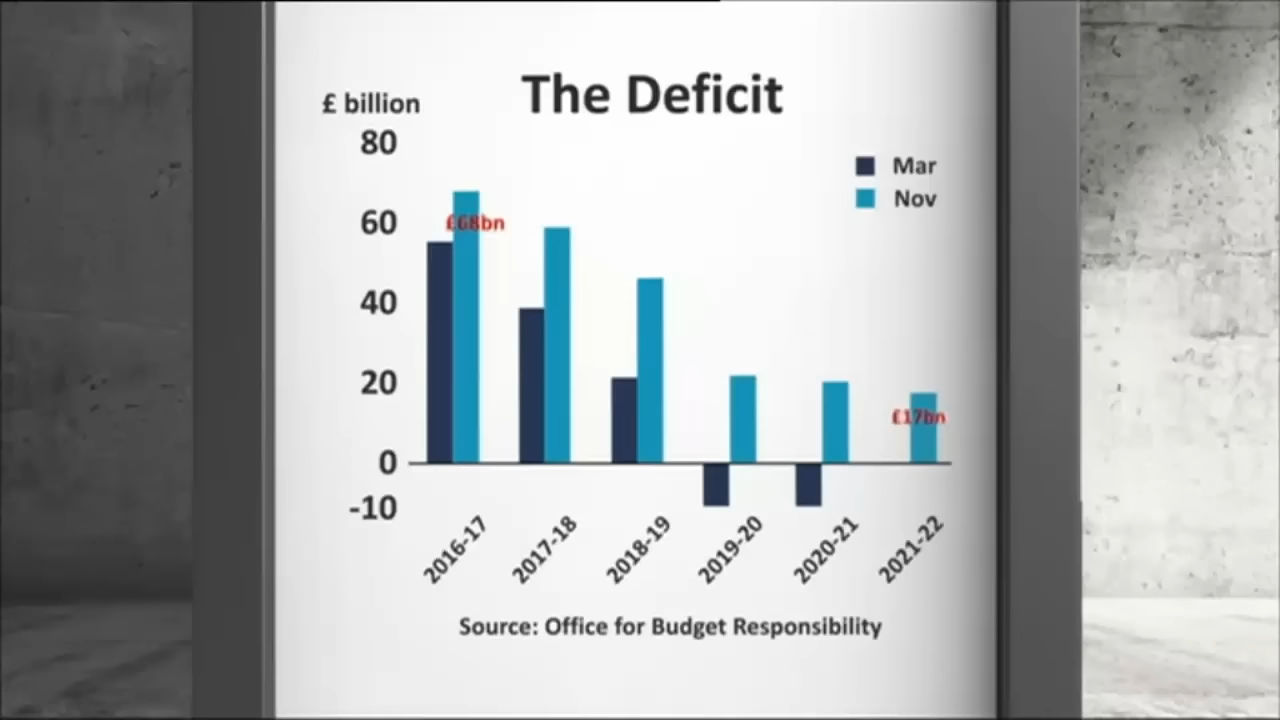 The Deficit
£ billion
80
Mar
Nov
60
£68bn
40
20
£17bn
0
-10
2016-17
2017-18
2018-19
2019-20
2020-21
2021-22
Source: Office for Budget Responsibility